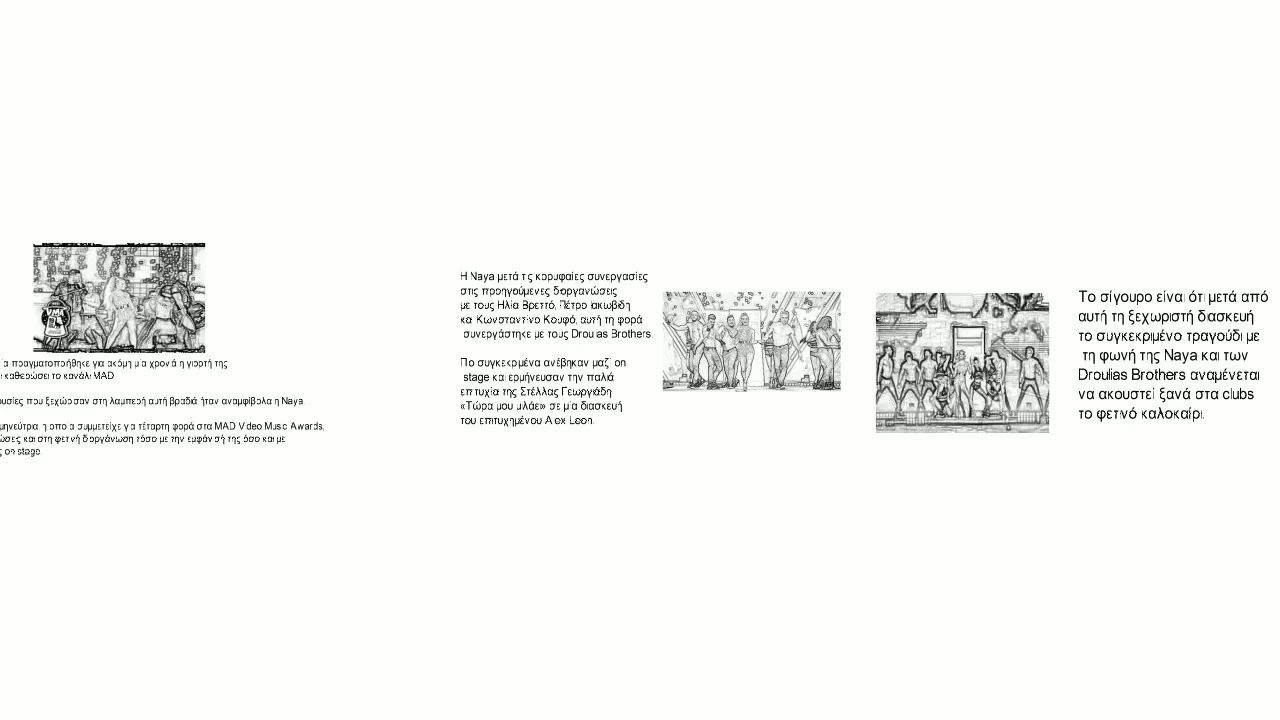 α πραγματοποιήθηκε για ακόμη μία χρονιά η γιορτή της
καθιερώσει το κανάλι MAD
ουσίες που ξεχώρισαν στη λαμπερή αυτή βραδιά ήταν αναμφίβολα η Naya.
μηνεύτρια, η οποία συμμετείχε για τέταρτη φορά στα MAD Video Music Awards,
ώσες και στη φετινή διοργάνωση τόσο με την εμφάνισή της όσο και με
ς on stage.
Η Naya μετά τις κορυφαίες συνεργασίες
στις προηγούμενες διοργανώσεις
με τους Ηλία Βρεττό, Πέτρο Ιακωβίδη
και Κωνσταντίνο Κουφό, αυτή τη φορά
συνεργάστηκε με τους Droulias Brothers.
Πιο συγκεκριμένα ανέβηκαν μαζί on
stage και ερμήνευσαν την παλιά
επιτυχία της Στέλλας Γεωργιάδη
«Τώρα μου μιλάει» σε μία διασκευή
του επιτυχημένου Alex Leon.
Το σίγουρο είναι ότι μετά από
αυτή τη ξεχωριστή διασκευή
το συγκεκριμένο τραγούδι με
τη φωνή της Naya και των
Droulias Brothers αναμένεται
να ακουστεί ξανά στα clubs
το φετινό καλοκαίρι.